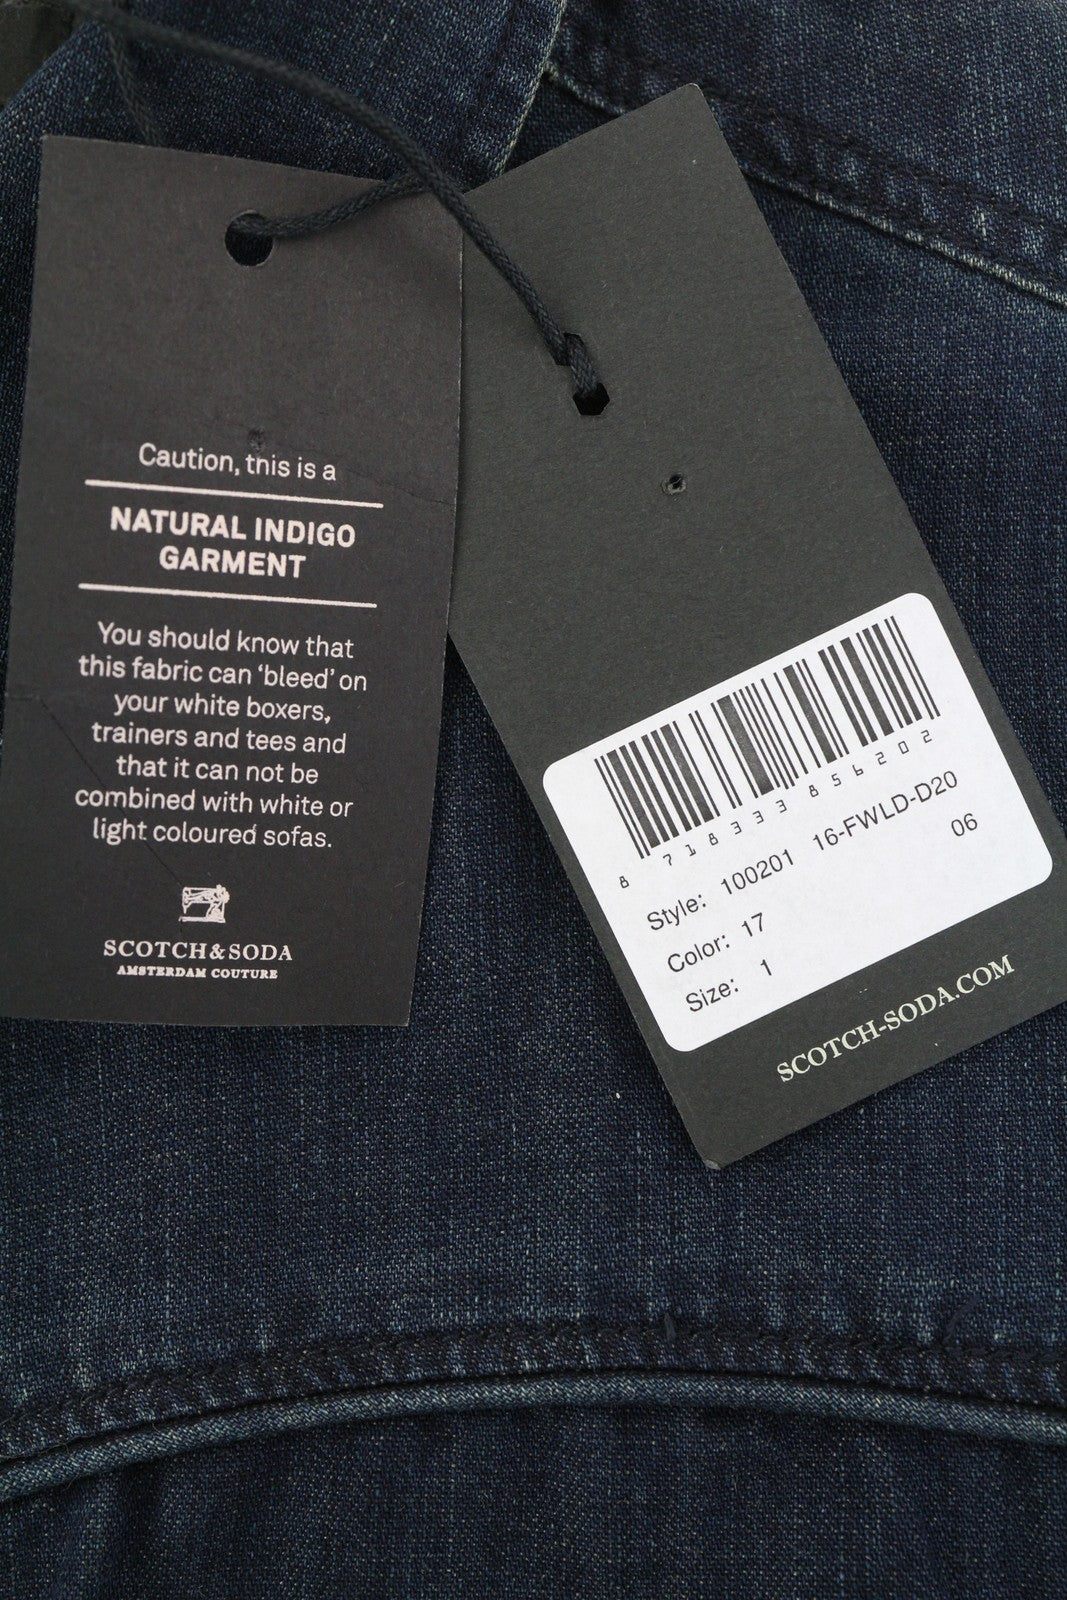 Caution, this is a
NATURAL INDIGO
GARMENT
You should know that
this fabric can ‘bleed’ on
your white boxers,
trainers and tees and
that it can not be
combined with white or
light coloured sofas.
SCOTCH&SODA
AMSTERDAM COUTURE
8 718333 856202
Style: 100201 16-FWLD-D20
Color: 17 06
Size: 1
SCOTCH-SODA.COM